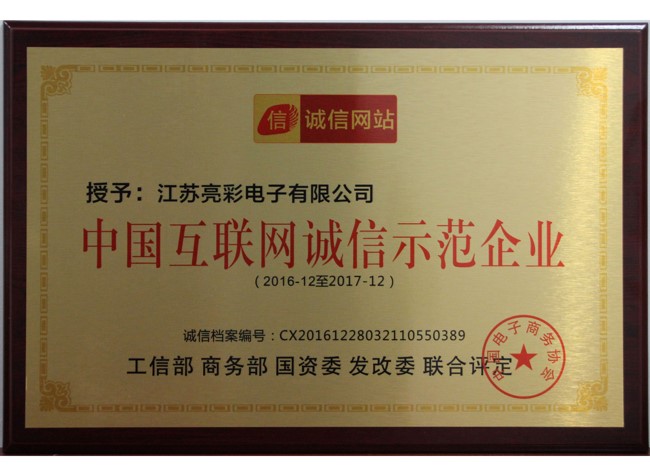 信 诚信网站
授予：江苏亮彩电子有限公司
中国互联网诚信示范企业
（2016-12至2017-12）
诚信档案编号：CX20161228032110550389
工信部 商务部 国资委 发改委 联合评定
中国电子商务协会